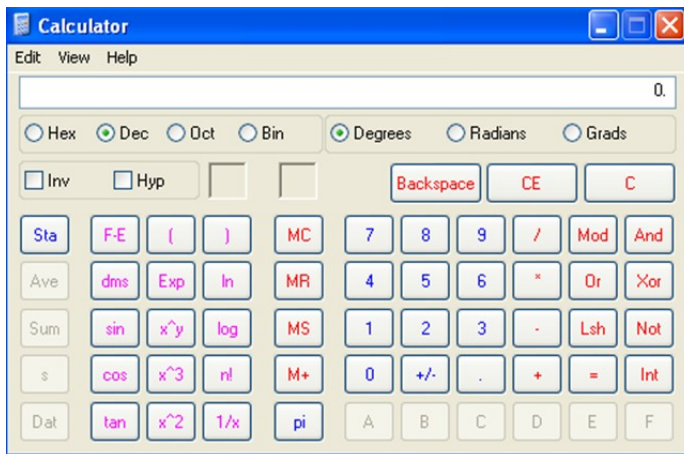 Calculator
Edit View Help
0.
Hex Dec Oct Bin Degrees Radians Grads
Inv Hyp Backspace CE C
Sta F-E ( ) MC 7 8 9 / Mod And
Ave dms Exp ln MR 4 5 6 * Or Xor
Sum sin x^y log MS 1 2 3 - Lsh Not
s cos x^3 n! M+ 0 +/- . + = Int
Dat tan x^2 1/x pi A B C D E F